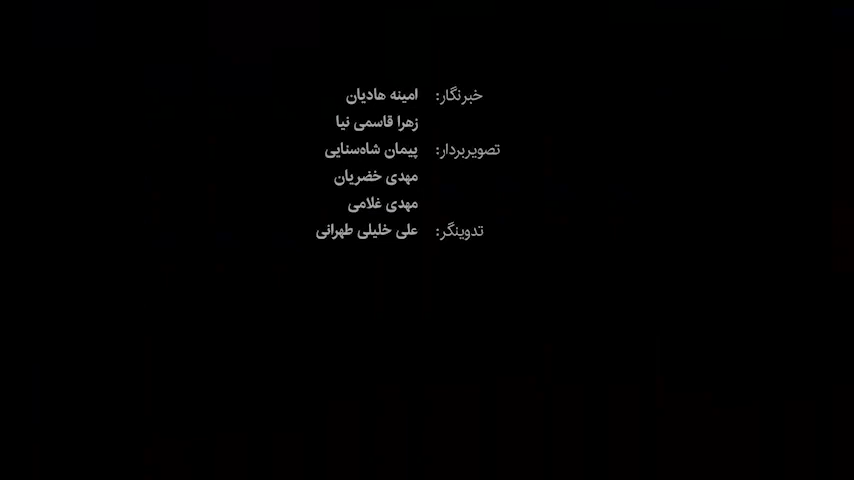 خبرنگار: امینه هادیان
زهرا قاسمی نیا
تصویربردار: پیمان شاه‌سنایی
مهدی خضریان
مهدی غلامی
تدوینگر: علی خلیلی طهرانی